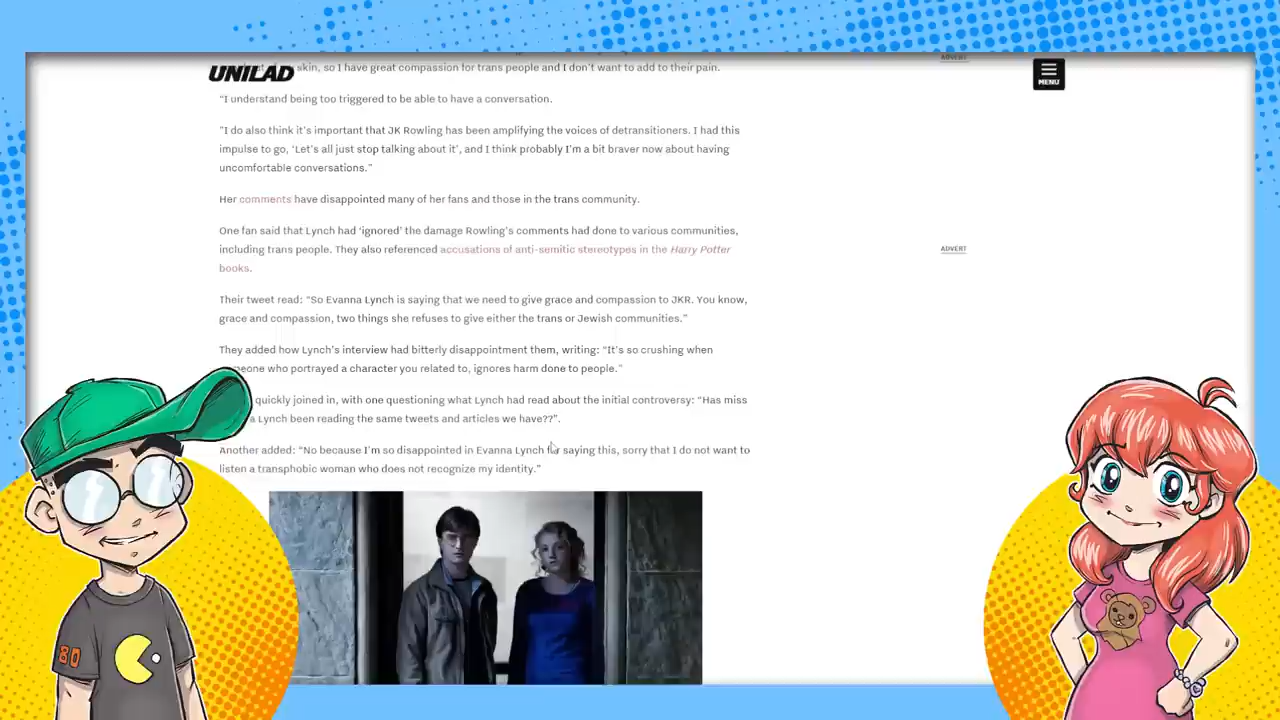 ADVERT
skin, so I have great compassion for trans people and I don't want to add to their pain.
UNILAD
MENU
"I understand being too triggered to be able to have a conversation.
"I do also think it's important that JK Rowling has been amplifying the voices of detransitioners. I had this
impulse to go, 'Let's all just stop talking about it', and I think probably I'm a bit braver now about having
uncomfortable conversations."
Her comments have disappointed many of her fans and those in the trans community.
One fan said that Lynch had 'ignored' the damage Rowling's comments had done to various communities,
including trans people. They also referenced accusations of anti-semitic stereotypes in the Harry Potter
books.
ADVERT
Their tweet read: "So Evanna Lynch is saying that we need to give grace and compassion to JKR. You know,
grace and compassion, two things she refuses to give either the trans or Jewish communities."
They added how Lynch's interview had bitterly disappointment them, writing: "It's so crushing when
who portrayed a character you related to, ignores harm done to people."
quickly joined in, with one questioning what Lynch had read about the initial controversy: "Has miss
Lynch been reading the same tweets and articles we have??".
Another added: "No because I'm so disappointed in Evanna Lynch for saying this, sorry that I do not want to
listen a transphobic woman who does not recognize my identity."
80